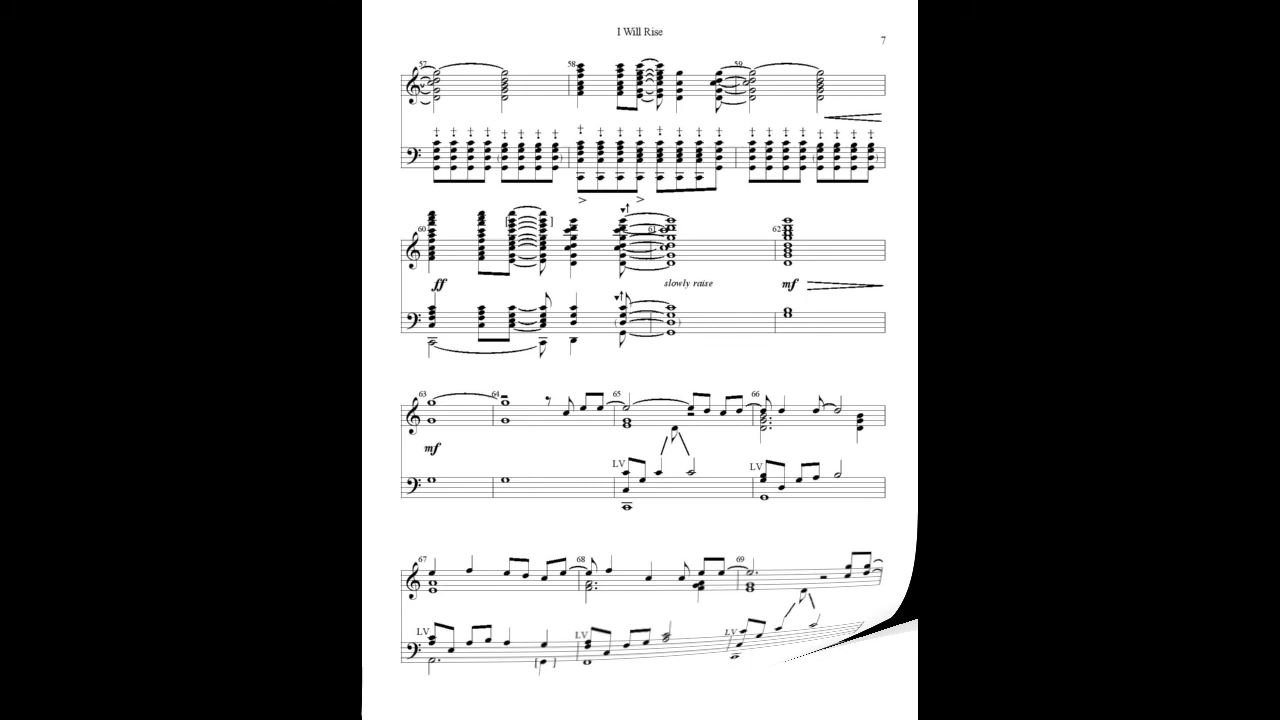 I Will Rise
7
57 58 59
60 61 62
ff slowly raise mf
63 64 65 66
mf
LV LV
67 68 69
LV LV LV